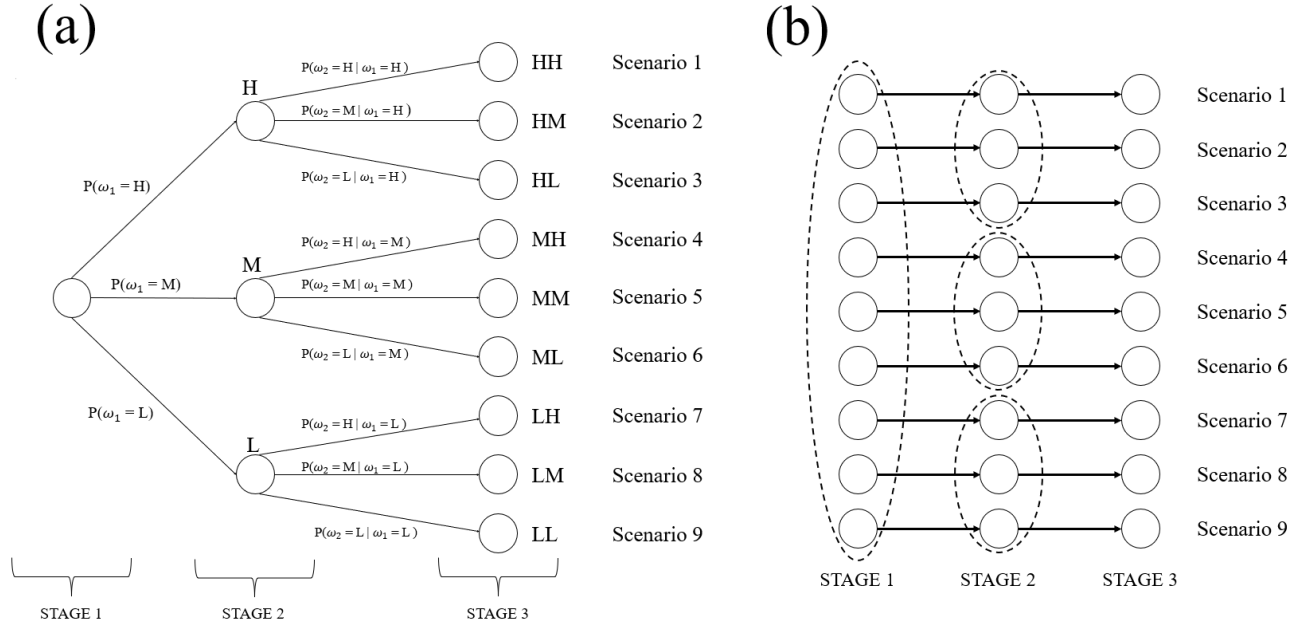 (a)
P(ω₂ = H | ω₁ = H)
HH Scenario 1
H
P(ω₂ = M | ω₁ = H)
HM Scenario 2
P(ω₂ = L | ω₁ = H)
HL Scenario 3
P(ω₁ = H)
P(ω₂ = H | ω₁ = M)
MH Scenario 4
M
P(ω₁ = M)
P(ω₂ = M | ω₁ = M)
MM Scenario 5
P(ω₂ = L | ω₁ = M)
ML Scenario 6
P(ω₁ = L)
P(ω₂ = H | ω₁ = L)
LH Scenario 7
L
P(ω₂ = M | ω₁ = L)
LM Scenario 8
P(ω₂ = L | ω₁ = L)
LL Scenario 9
STAGE 1 STAGE 2 STAGE 3
(b)
Scenario 1
Scenario 2
Scenario 3
Scenario 4
Scenario 5
Scenario 6
Scenario 7
Scenario 8
Scenario 9
STAGE 1 STAGE 2 STAGE 3